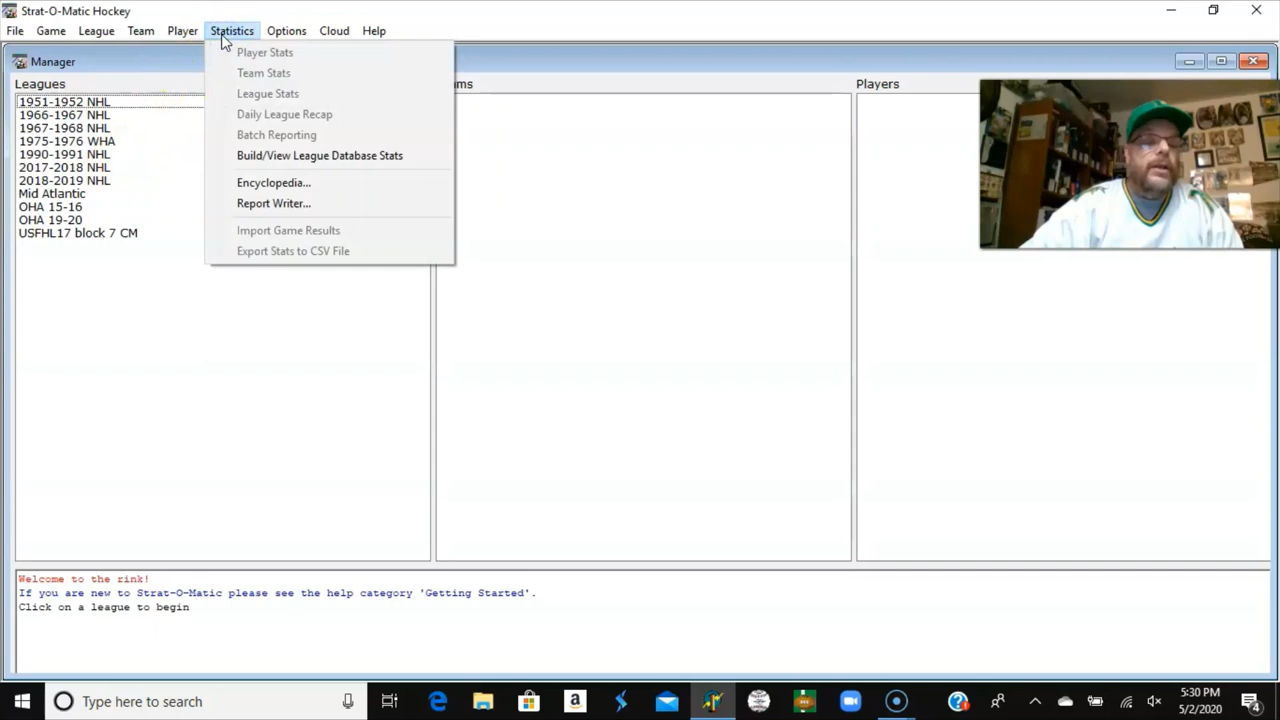 Strat-O-Matic Hockey
File Game League Team Player Statistics Options Cloud Help
Manager
Leagues
ms
Players
1951-1952 NHL
1966-1967 NHL
1967-1968 NHL
1975-1976 WHA
1990-1991 NHL
2017-2018 NHL
2018-2019 NHL
Mid Atlantic
OHA 15-16
OHA 19-20
USFHL17 block 7 CM
Player Stats
Team Stats
League Stats
Daily League Recap
Batch Reporting
Build/View League Database Stats
Encyclopedia...
Report Writer...
Import Game Results
Export Stats to CSV File
Welcome to the rink!
If you are new to Strat-O-Matic please see the help category 'Getting Started'.
Click on a league to begin
Type here to search
5:30 PM
5/2/2020
4